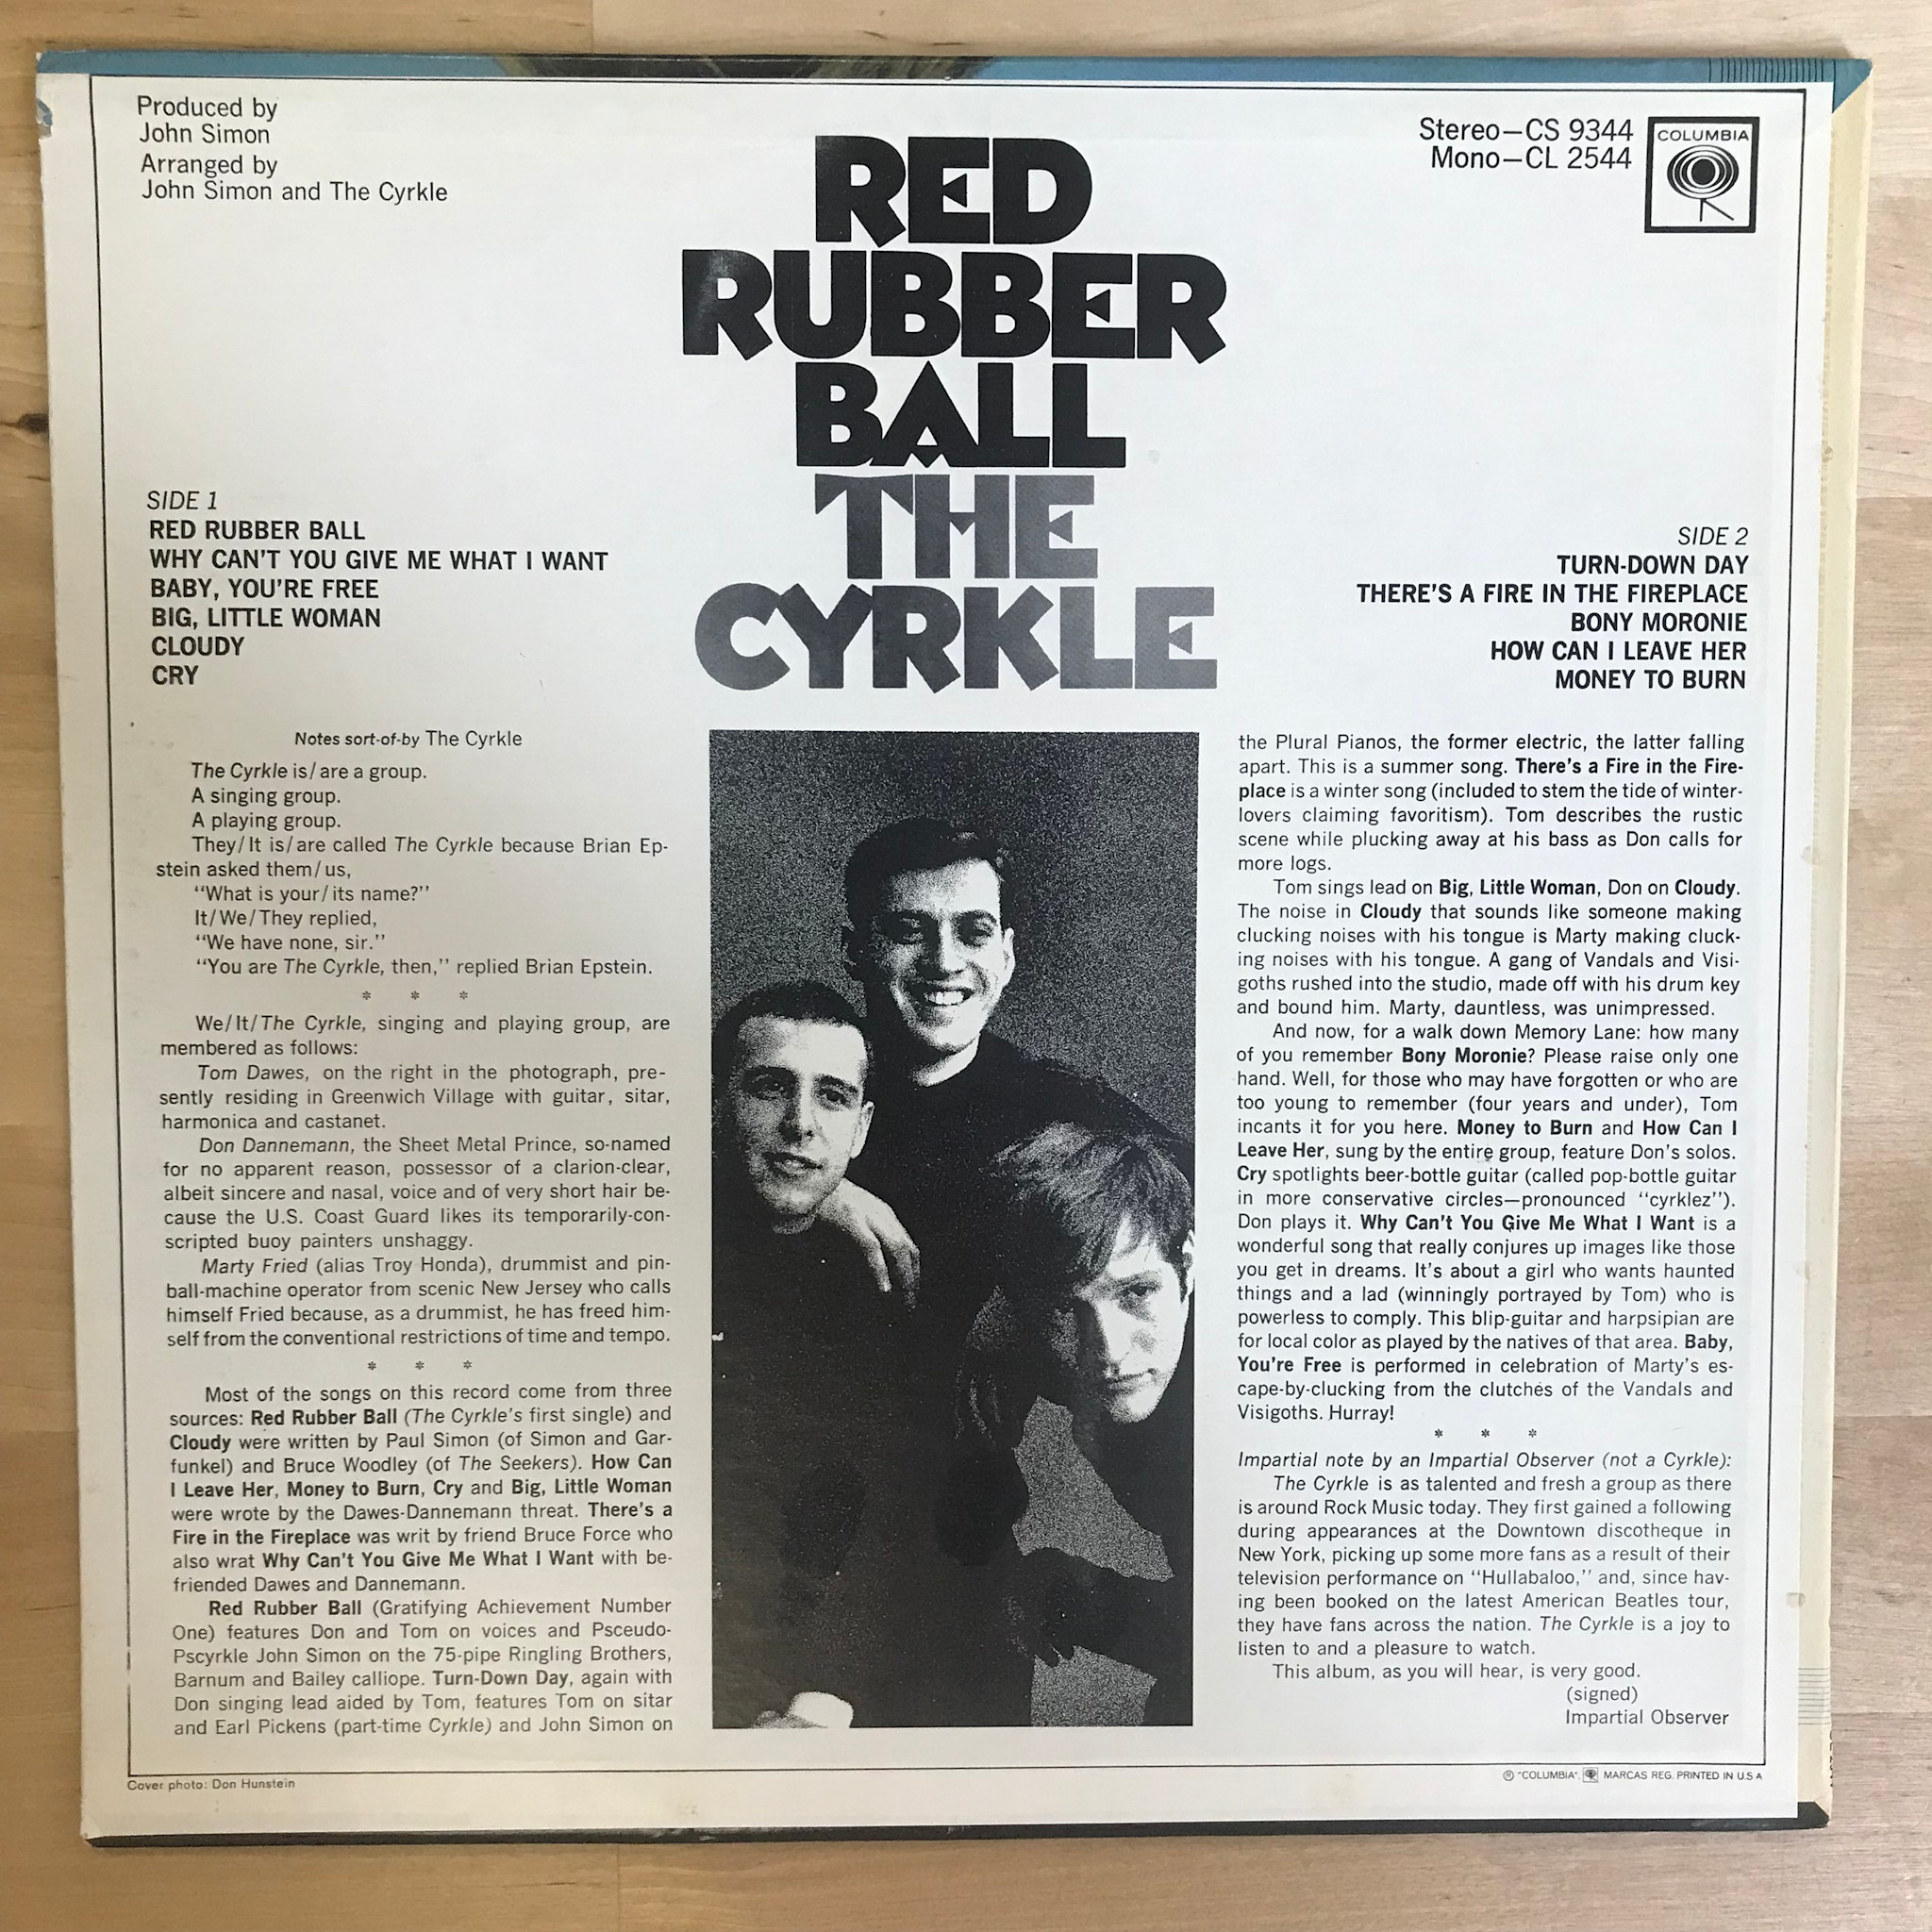 Produced by
John Simon
Arranged by
John Simon and The Cyrkle
Stereo—CS 9344
Mono—CL 2544
COLUMBIA
RED
RUBBER
BALL
THE
CYRKLE
SIDE 1
RED RUBBER BALL
WHY CAN'T YOU GIVE ME WHAT I WANT
BABY, YOU'RE FREE
BIG, LITTLE WOMAN
CLOUDY
CRY
SIDE 2
TURN-DOWN DAY
THERE'S A FIRE IN THE FIREPLACE
BONY MORONIE
HOW CAN I LEAVE HER
MONEY TO BURN
Notes sort-of-by The Cyrkle
The Cyrkle is/are a group.
A singing group.
A playing group.
They/It is/are called The Cyrkle because Brian Ep-
stein asked them/us,
"What is your/its name?"
It/We/They replied,
"We have none, sir."
"You are The Cyrkle, then," replied Brian Epstein.
* * *
We/It/The Cyrkle, singing and playing group, are
membered as follows:
Tom Dawes, on the right in the photograph, pre-
sently residing in Greenwich Village with guitar, sitar,
harmonica and castanet.
Don Dannemann, the Sheet Metal Prince, so-named
for no apparent reason, possessor of a clarion-clear,
albeit sincere and nasal, voice and of very short hair be-
cause the U.S. Coast Guard likes its temporarily-con-
scripted buoy painters unshaggy.
Marty Fried (alias Troy Honda), drummist and pin-
ball-machine operator from scenic New Jersey who calls
himself Fried because, as a drummist, he has freed him-
self from the conventional restrictions of time and tempo.
* * *
Most of the songs on this record come from three
sources: Red Rubber Ball (The Cyrkle's first single) and
Cloudy were written by Paul Simon (of Simon and Gar-
funkel) and Bruce Woodley (of The Seekers). How Can
I Leave Her, Money to Burn, Cry and Big, Little Woman
were wrote by the Dawes-Dannemann threat. There's a
Fire in the Fireplace was writ by friend Bruce Force who
also wrat Why Can't You Give Me What I Want with be-
friended Dawes and Dannemann.
Red Rubber Ball (Gratifying Achievement Number
One) features Don and Tom on voices and Psceudo-
Pscyrkle John Simon on the 75-pipe Ringling Brothers,
Barnum and Bailey calliope. Turn-Down Day, again with
Don singing lead aided by Tom, features Tom on sitar
and Earl Pickens (part-time Cyrkle) and John Simon on
the Plural Pianos, the former electric, the latter falling
apart. This is a summer song. There's a Fire in the Fire-
place is a winter song (included to stem the tide of winter-
lovers claiming favoritism). Tom describes the rustic
scene while plucking away at his bass as Don calls for
more logs.
Tom sings lead on Big, Little Woman, Don on Cloudy.
The noise in Cloudy that sounds like someone making
clucking noises with his tongue is Marty making cluck-
ing noises with his tongue. A gang of Vandals and Visi-
goths rushed into the studio, made off with his drum key
and bound him. Marty, dauntless, was unimpressed.
And now, for a walk down Memory Lane: how many
of you remember Bony Moronie? Please raise only one
hand. Well, for those who may have forgotten or who are
too young to remember (four years and under), Tom
incants it for you here. Money to Burn and How Can I
Leave Her, sung by the entire group, feature Don's solos.
Cry spotlights beer-bottle guitar (called pop-bottle guitar
in more conservative circles—pronounced "cyrklez").
Don plays it. Why Can't You Give Me What I Want is a
wonderful song that really conjures up images like those
you get in dreams. It's about a girl who wants haunted
things and a lad (winningly portrayed by Tom) who is
powerless to comply. This blip-guitar and harpsipian are
for local color as played by the natives of that area. Baby,
You're Free is performed in celebration of Marty's es-
cape-by-clucking from the clutches of the Vandals and
Visigoths. Hurray!
* * *
Impartial note by an Impartial Observer (not a Cyrkle):
The Cyrkle is as talented and fresh a group as there
is around Rock Music today. They first gained a following
during appearances at the Downtown discotheque in
New York, picking up some more fans as a result of their
television performance on "Hullabaloo," and, since hav-
ing been booked on the latest American Beatles tour,
they have fans across the nation. The Cyrkle is a joy to
listen to and a pleasure to watch.
This album, as you will hear, is very good.
(signed)
Impartial Observer
Cover photo: Don Hunstein
® "COLUMBIA", MARCAS REG. PRINTED IN U.S.A